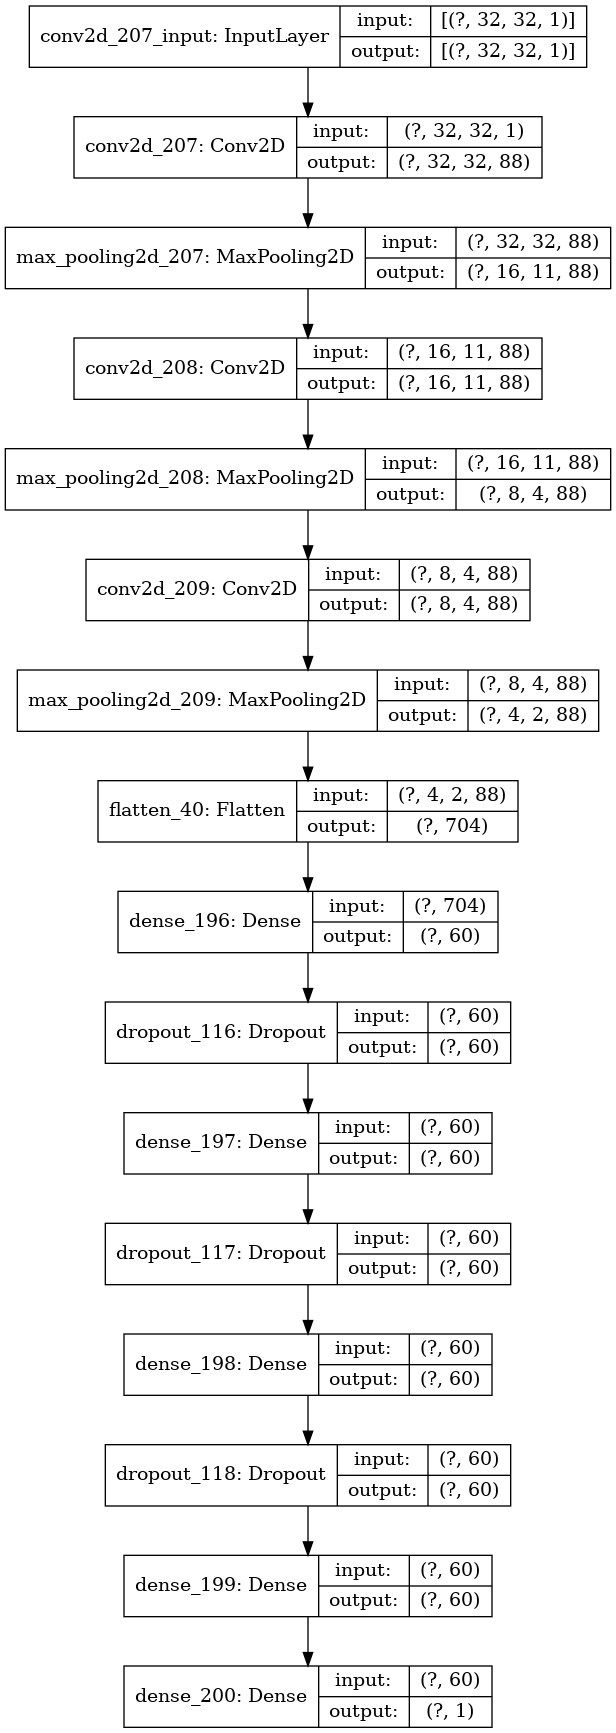 conv2d_207_input: InputLayer
input: [(?, 32, 32, 1)]
output: [(?, 32, 32, 1)]
conv2d_207: Conv2D
input: (?, 32, 32, 1)
output: (?, 32, 32, 88)
max_pooling2d_207: MaxPooling2D
input: (?, 32, 32, 88)
output: (?, 16, 11, 88)
conv2d_208: Conv2D
input: (?, 16, 11, 88)
output: (?, 16, 11, 88)
max_pooling2d_208: MaxPooling2D
input: (?, 16, 11, 88)
output: (?, 8, 4, 88)
conv2d_209: Conv2D
input: (?, 8, 4, 88)
output: (?, 8, 4, 88)
max_pooling2d_209: MaxPooling2D
input: (?, 8, 4, 88)
output: (?, 4, 2, 88)
flatten_40: Flatten
input: (?, 4, 2, 88)
output: (?, 704)
dense_196: Dense
input: (?, 704)
output: (?, 60)
dropout_116: Dropout
input: (?, 60)
output: (?, 60)
dense_197: Dense
input: (?, 60)
output: (?, 60)
dropout_117: Dropout
input: (?, 60)
output: (?, 60)
dense_198: Dense
input: (?, 60)
output: (?, 60)
dropout_118: Dropout
input: (?, 60)
output: (?, 60)
dense_199: Dense
input: (?, 60)
output: (?, 60)
dense_200: Dense
input: (?, 60)
output: (?, 1)